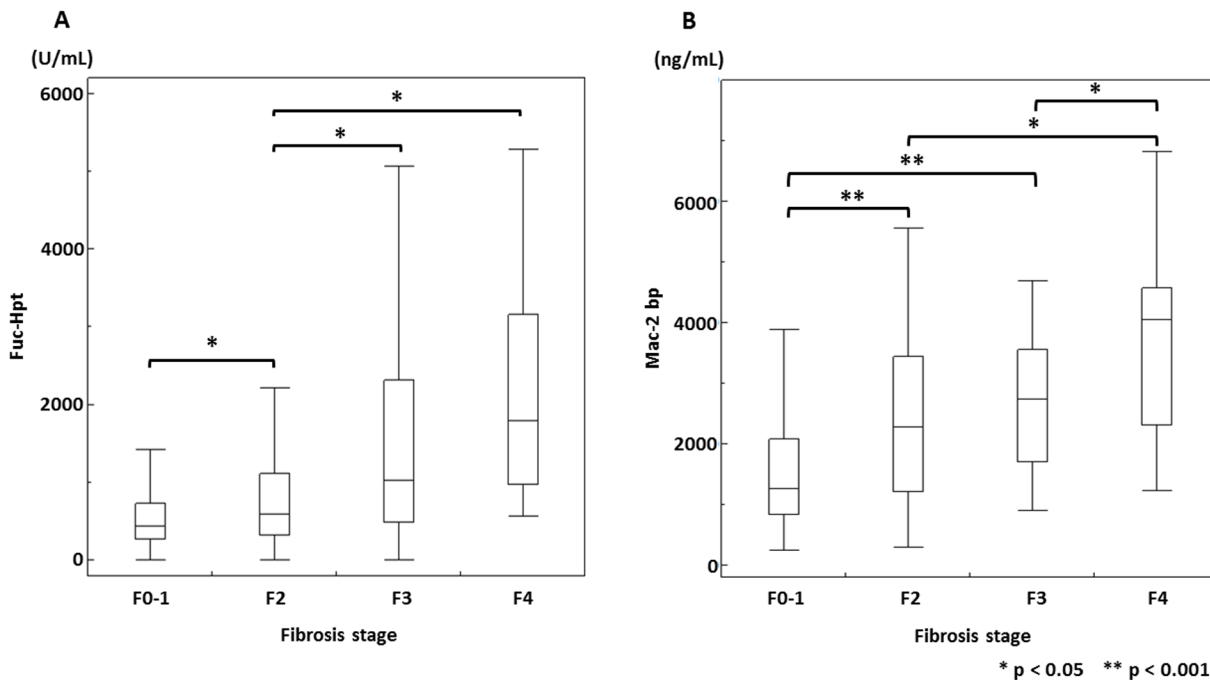 A
(U/mL)
6000
4000
2000
0
Fuc-Hpt
*
*
*
F0-1 F2 F3 F4
Fibrosis stage
B
(ng/mL)
6000
4000
2000
0
Mac-2 bp
*
*
**
**
F0-1 F2 F3 F4
Fibrosis stage
* p < 0.05 ** p < 0.001